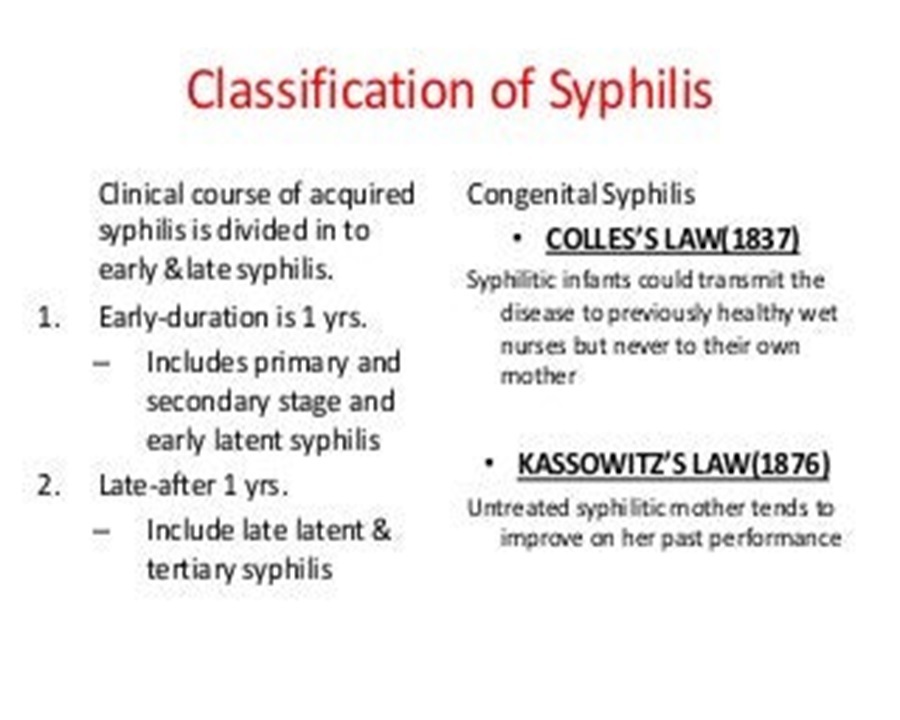 Classification of Syphilis
Clinical course of acquired
syphilis is divided in to
early & late syphilis.
1. Early-duration is 1 yrs.
– Includes primary and
secondary stage and
early latent syphilis
2. Late-after 1 yrs.
– Include late latent &
tertiary syphilis
Congenital Syphilis
• COLLES'S LAW(1837)
Syphilitic infants could transmit the
disease to previously healthy wet
nurses but never to their own
mother
• KASSOWITZ'S LAW(1876)
Untreated syphilitic mother tends to
improve on her past performance